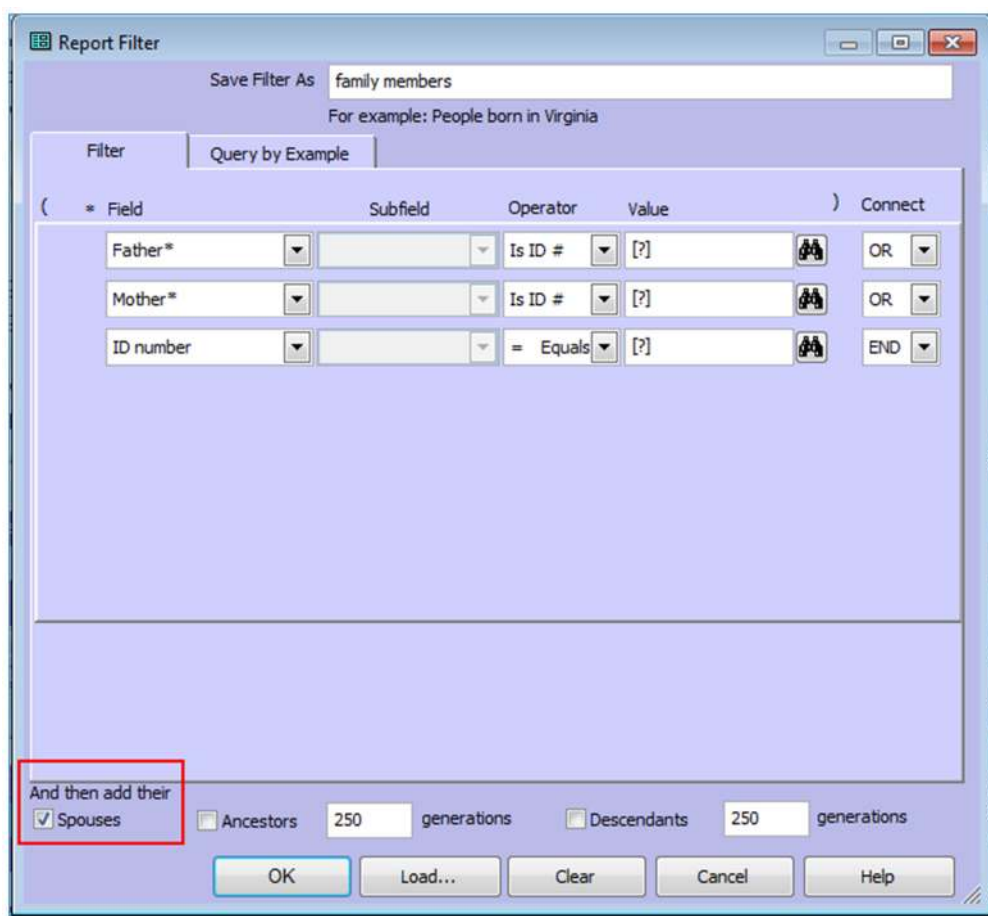 Report Filter
Save Filter As family members
For example: People born in Virginia
Filter Query by Example
( * Field Subfield Operator Value ) Connect
Father* Is ID # [?] OR
Mother* Is ID # [?] OR
ID number = Equals [?] END
And then add their
Spouses Ancestors 250 generations Descendants 250 generations
OK Load... Clear Cancel Help